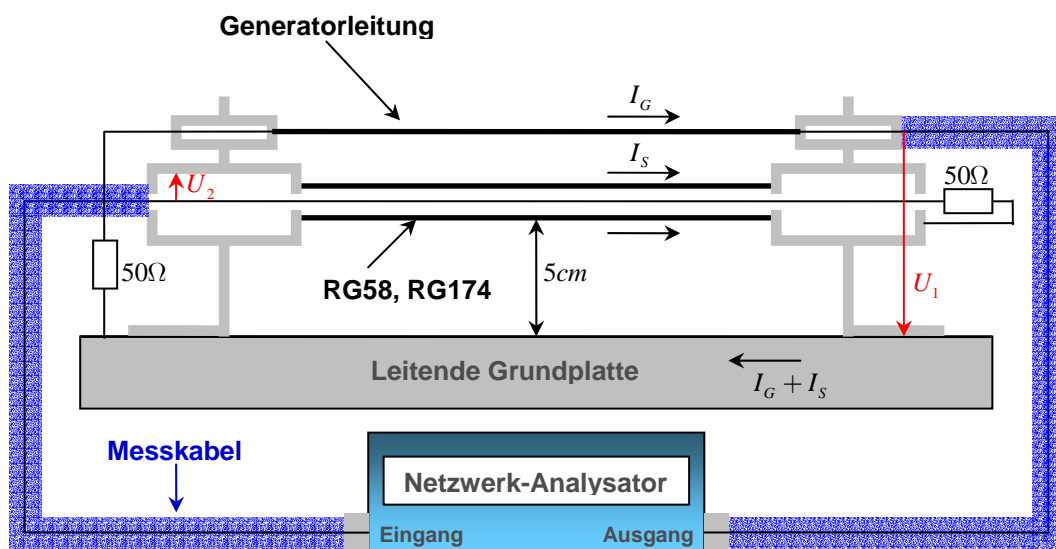 Generatorleitung
I_G
I_S
U_2
50Ω
50Ω
5cm
RG58, RG174
U_1
Leitende Grundplatte
I_G + I_S
Messkabel
Netzwerk-Analysator
Eingang
Ausgang